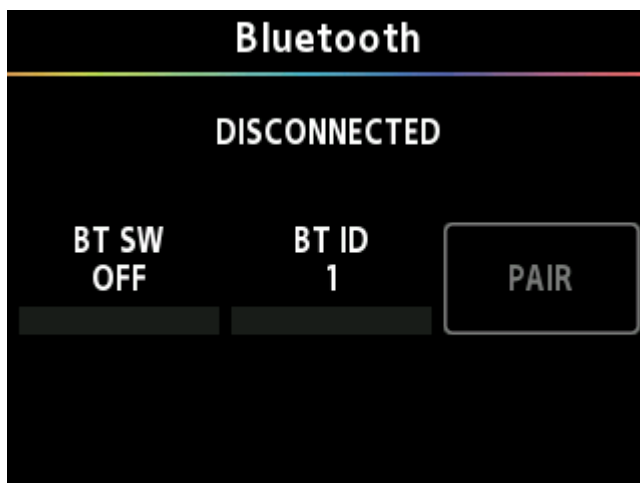 Bluetooth
DISCONNECTED
BT SW
OFF
BT ID
1
PAIR